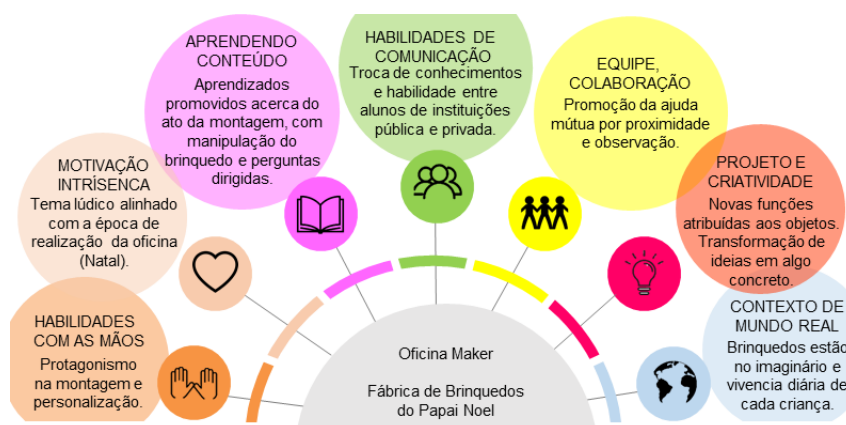 APRENDENDO
CONTEÚDO
Aprendizados
promovidos acerca do
ato da montagem, com
manipulação do
brinquedo e perguntas
dirigidas.
HABILIDADES DE
COMUNICAÇÃO
Troca de conhecimentos
e habilidade entre
alunos de instituições
pública e privada.
EQUIPE,
COLABORAÇÃO
Promoção da ajuda
mútua por proximidade
e observação.
MOTIVAÇÃO
INTRÍSENCA
Tema lúdico alinhado
com a época de
realização da oficina
(Natal).
PROJETO E
CRIATIVIDADE
Novas funções
atribuídas aos objetos.
Transformação de
ideias em algo
concreto.
HABILIDADES
COM AS MÃOS
Protagonismo
na montagem e
personalização.
CONTEXTO DE
MUNDO REAL
Brinquedos estão
no imaginário e
vivencia diária de
cada criança.
Oficina Maker
Fábrica de Brinquedos
do Papai Noel